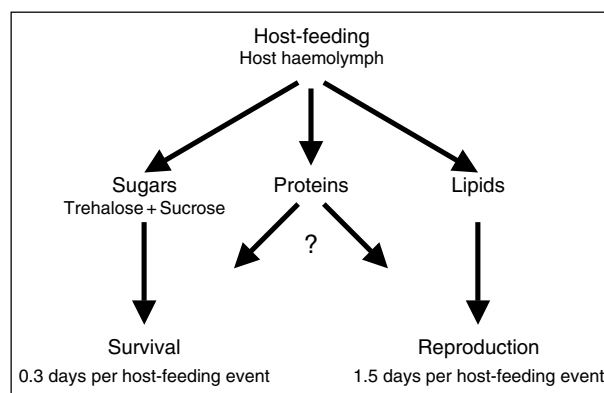 Host-feeding
Host haemolymph
Sugars Proteins Lipids
Trehalose + Sucrose
?
Survival Reproduction
0.3 days per host-feeding event 1.5 days per host-feeding event